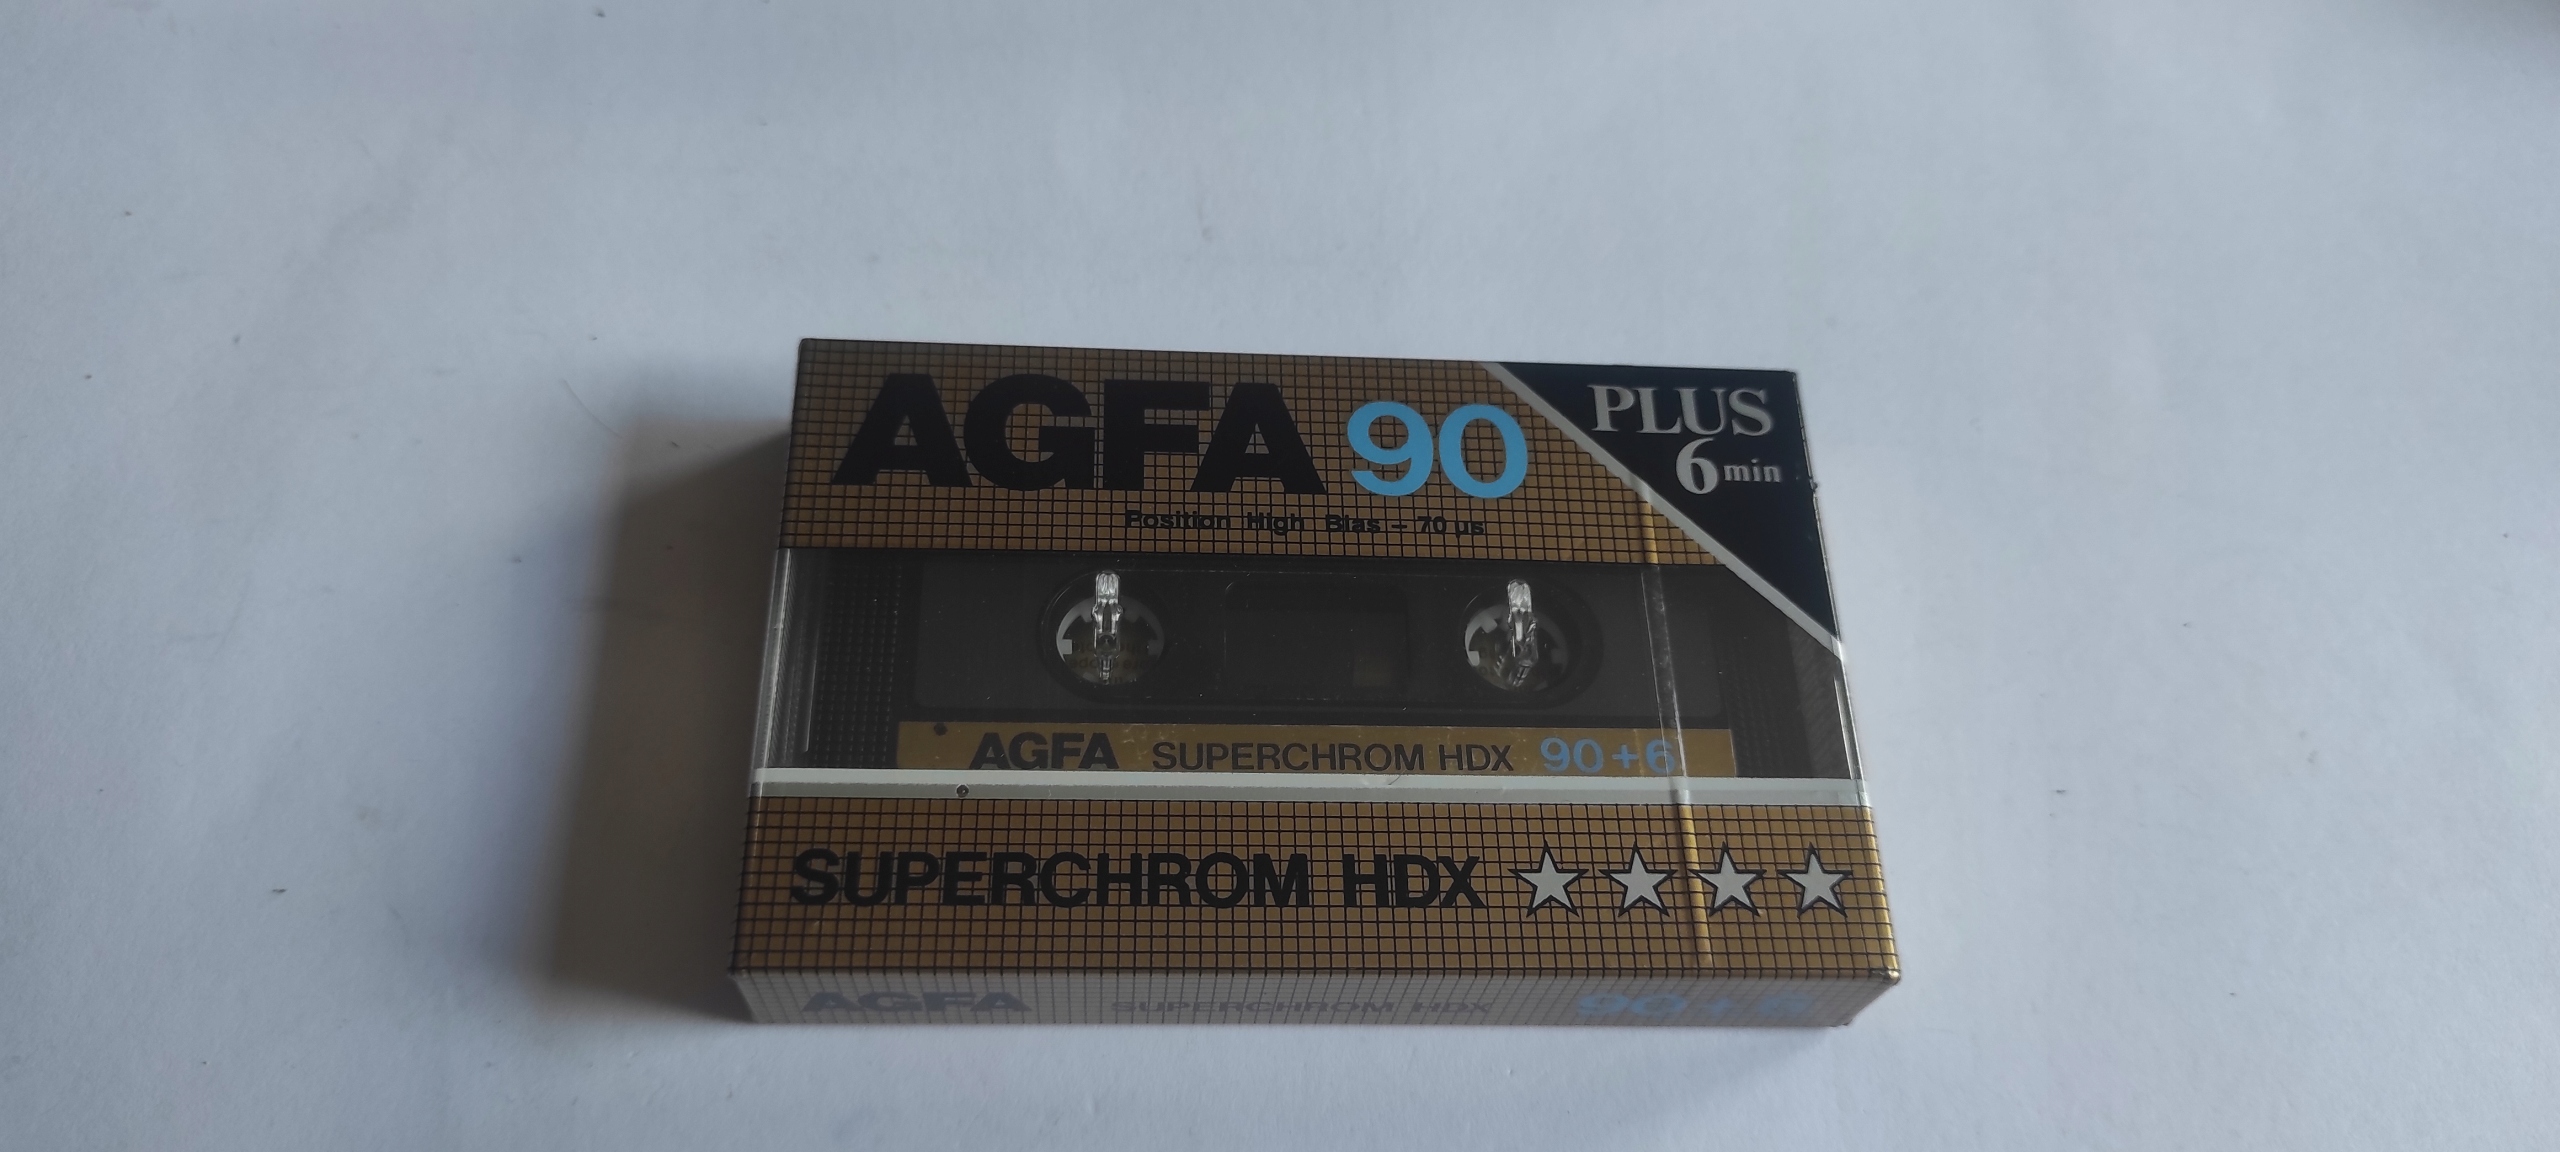 AGFA 90
PLUS
6 min
Position High Bias – 70 µs
AGFA SUPERCHROM HDX 90+6
SUPERCHROM HDX
AGFA SUPERCHROM HDX 90+6